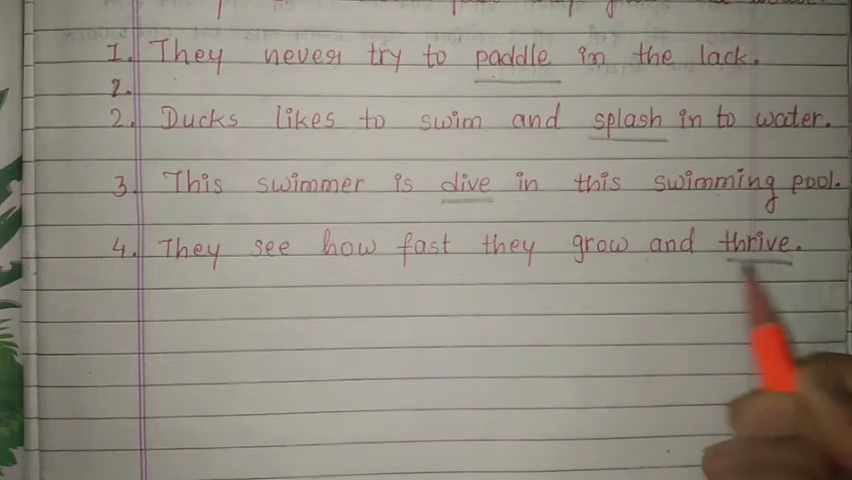 1. They never try to paddle in the lack.
2.
2. Ducks likes to swim and splash in to water.
3. This swimmer is dive in this swimming pool.
4. They see how fast they grow and thrive.